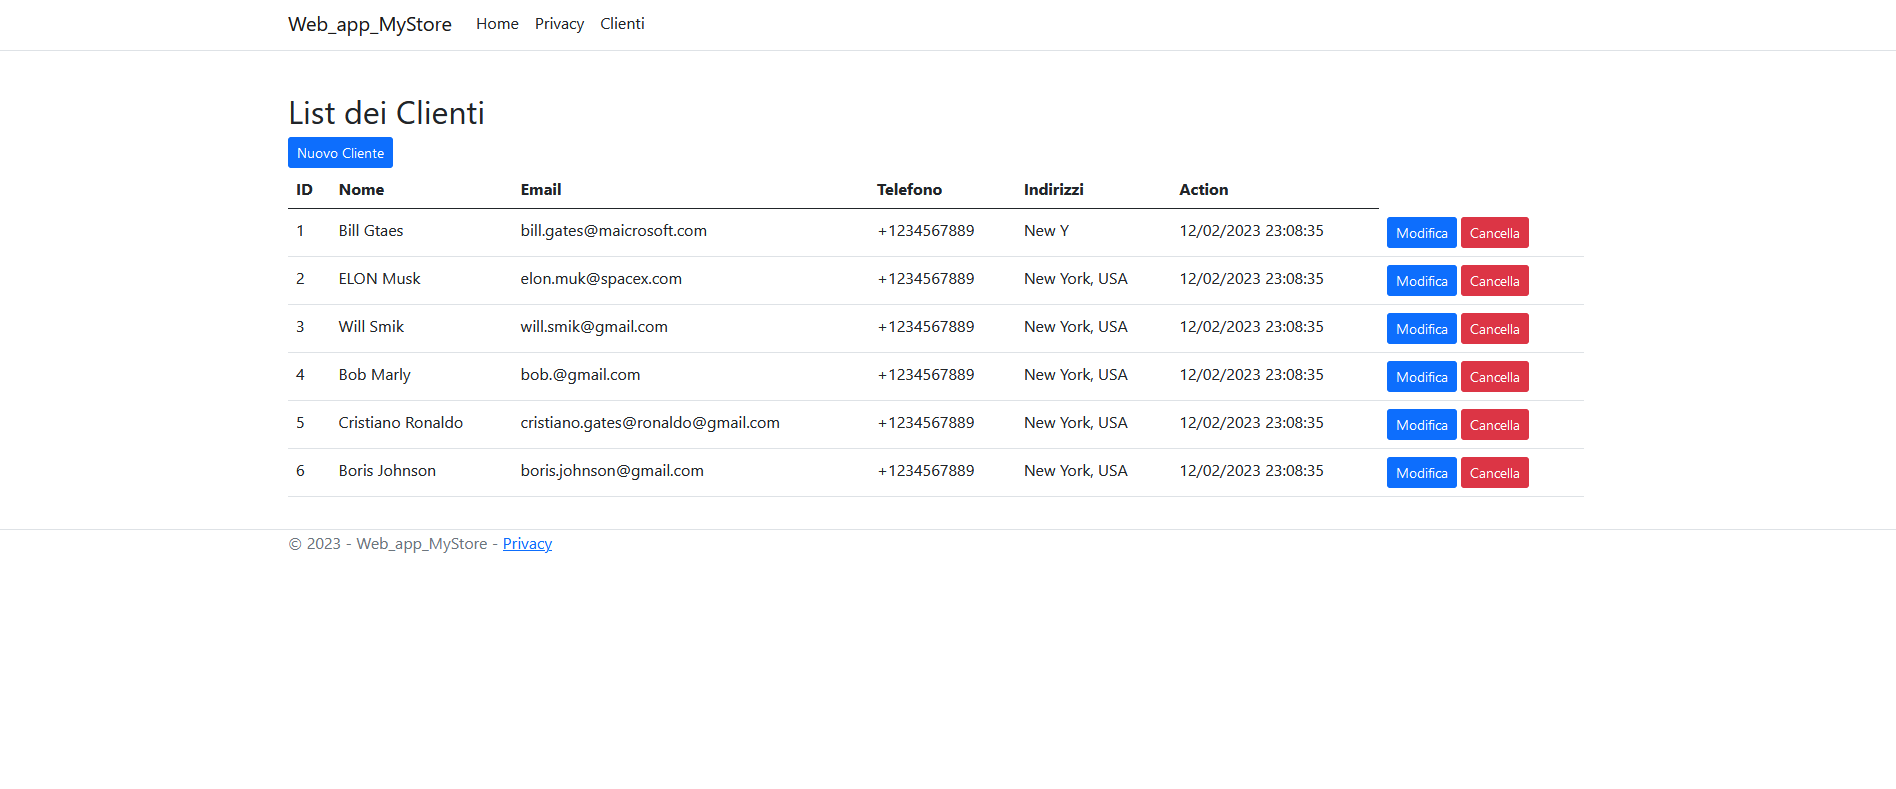 Web_app_MyStore Home Privacy Clienti
List dei Clienti
Nuovo Cliente
ID Nome Email Telefono Indirizzi Action
1 Bill Gtaes bill.gates@maicrosoft.com +1234567889 New Y 12/02/2023 23:08:35 Modifica Cancella
2 ELON Musk elon.muk@spacex.com +1234567889 New York, USA 12/02/2023 23:08:35 Modifica Cancella
3 Will Smik will.smik@gmail.com +1234567889 New York, USA 12/02/2023 23:08:35 Modifica Cancella
4 Bob Marly bob.@gmail.com +1234567889 New York, USA 12/02/2023 23:08:35 Modifica Cancella
5 Cristiano Ronaldo cristiano.gates@ronaldo@gmail.com +1234567889 New York, USA 12/02/2023 23:08:35 Modifica Cancella
6 Boris Johnson boris.johnson@gmail.com +1234567889 New York, USA 12/02/2023 23:08:35 Modifica Cancella
© 2023 - Web_app_MyStore - Privacy